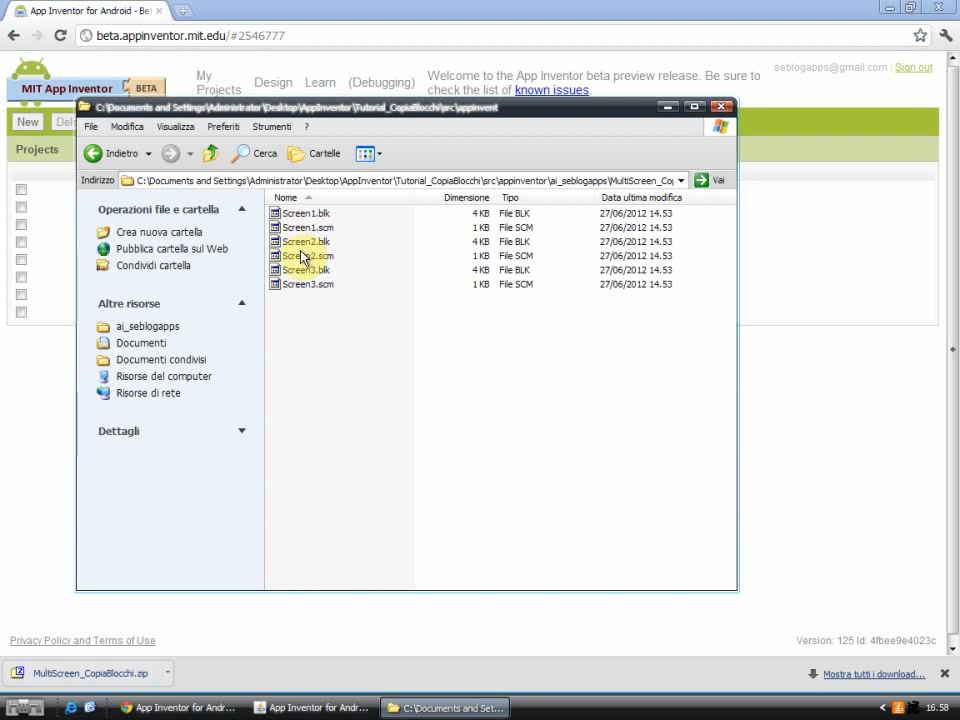 App Inventor for Android - Bet
beta.appinventor.mit.edu/#2546777
seblogapps@gmail.com | Sign out
MIT App Inventor BETA
My Projects Design Learn (Debugging)
Welcome to the App Inventor beta preview release. Be sure to
check the list of known issues.
New
Projects
C:\Documents and Settings\Administrator\Desktop\AppInventor\Tutorial_CopiaBlocchi\src\appinvent
File Modifica Visualizza Preferiti Strumenti ?
Indietro Cerca Cartelle
Indirizzo C:\Documents and Settings\Administrator\Desktop\AppInventor\Tutorial_CopiaBlocchi\src\appinventor\ai_seblogapps\MultiScreen_Cop Vai
Operazioni file e cartella
Crea nuova cartella
Pubblica cartella sul Web
Condividi cartella
Altre risorse
ai_seblogapps
Documenti
Documenti condivisi
Risorse del computer
Risorse di rete
Dettagli
Nome Dimensione Tipo Data ultima modifica
Screen1.blk 4 KB File BLK 27/06/2012 14.53
Screen1.scm 1 KB File SCM 27/06/2012 14.53
Screen2.blk 4 KB File BLK 27/06/2012 14.53
Screen2.scm 1 KB File SCM 27/06/2012 14.53
Screen3.blk 4 KB File BLK 27/06/2012 14.53
Screen3.scm 1 KB File SCM 27/06/2012 14.53
Privacy Policy and Terms of Use
Version: 125 Id: 4fbee9e4023c
MultiScreen_CopiaBlocchi.zip
Mostra tutti i download...
App Inventor for Andr... App Inventor for Andr... C:\Documents and Set... 16.58